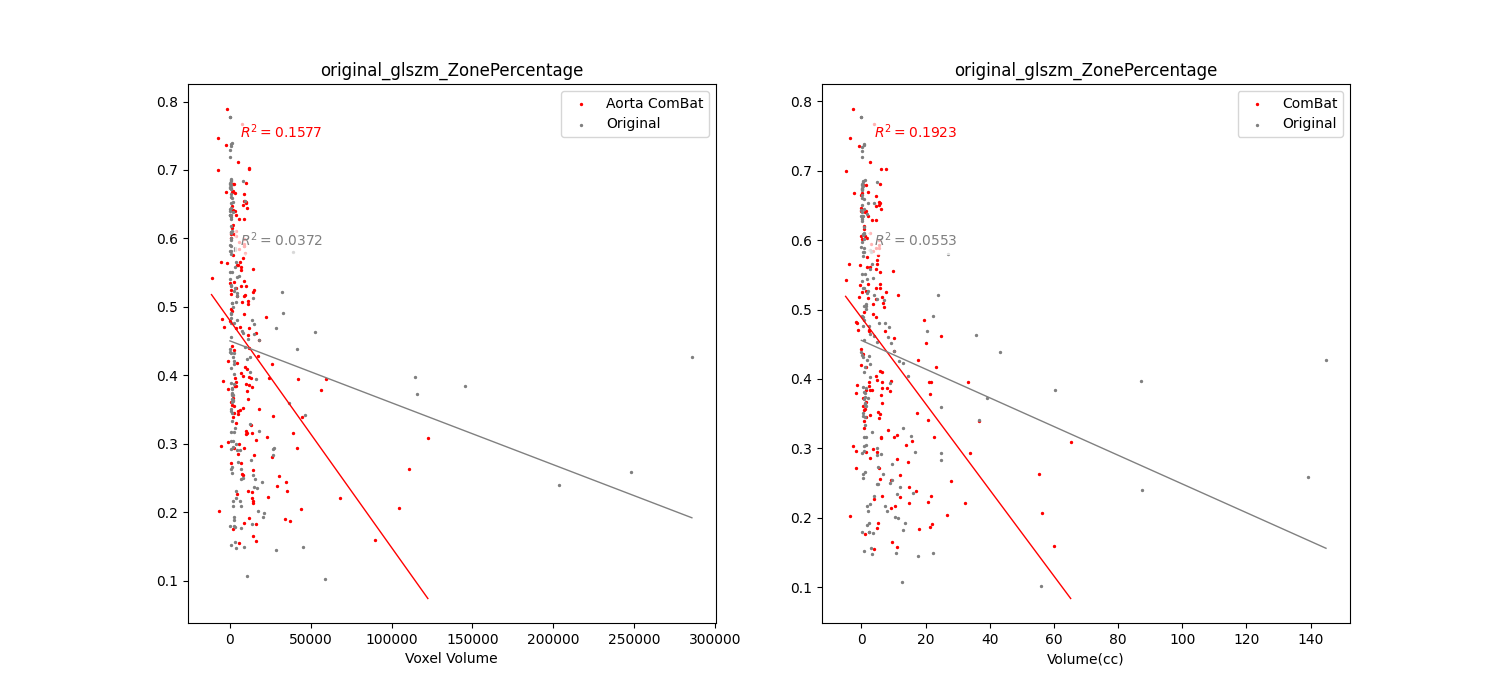 original_glszm_ZonePercentage
Aorta ComBat
Original
R² = 0.1577
R² = 0.0372
0.8
0.7
0.6
0.5
0.4
0.3
0.2
0.1
0
50000
100000
150000
200000
250000
300000
Voxel Volume
original_glszm_ZonePercentage
ComBat
Original
R² = 0.1923
R² = 0.0553
0.8
0.7
0.6
0.5
0.4
0.3
0.2
0.1
0
20
40
60
80
100
120
140
Volume(cc)